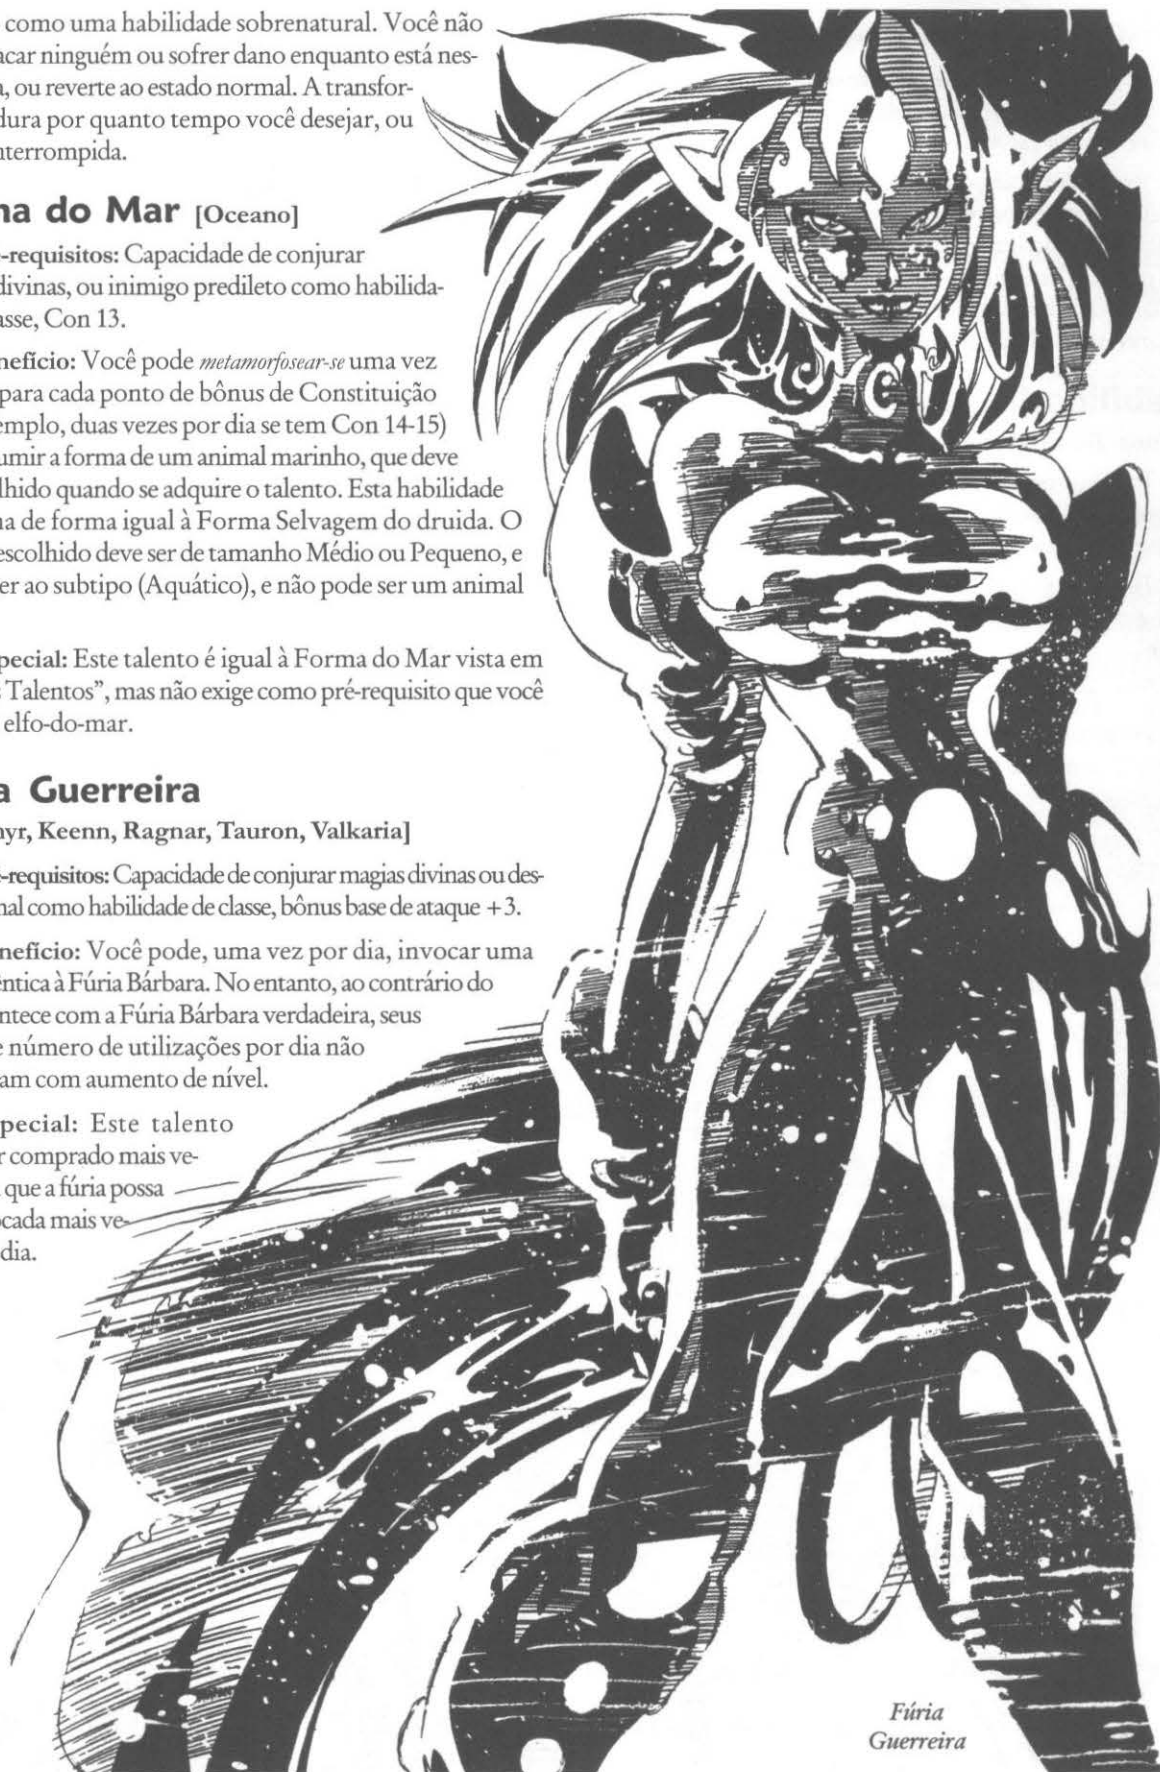 como uma habilidade sobrenatural. Você não
acar ninguém ou sofrer dano enquanto está nes-
a, ou reverte ao estado normal. A transfor-
dura por quanto tempo você desejar, ou
nterrompida.
na do Mar [Oceano]
-requisitos: Capacidade de conjurar
divinas, ou inimigo predileto como habilida-
asse, Con 13.
nefício: Você pode metamorfosear-se uma vez
para cada ponto de bônus de Constituição
emplo, duas vezes por dia se tem Con 14-15)
umir a forma de um animal marinho, que deve
lhido quando se adquire o talento. Esta habilidade
na de forma igual à Forma Selvagem do druida. O
escolhido deve ser de tamanho Médio ou Pequeno, e
er ao subtipo (Aquático), e não pode ser um animal
pecial: Este talento é igual à Forma do Mar vista em
s Talentos”, mas não exige como pré-requisito que você
elfo-do-mar.
a Guerreira
nyr, Keenn, Ragnar, Tauron, Valkaria]
-requisitos: Capacidade de conjurar magias divinas ou des-
nal como habilidade de classe, bônus base de ataque +3.
nefício: Você pode, uma vez por dia, invocar uma
êntica à Fúria Bárbara. No entanto, ao contrário do
ntece com a Fúria Bárbara verdadeira, seus
e número de utilizações por dia não
am com aumento de nível.
pecial: Este talento
r comprado mais ve-
que a fúria possa
cada mais ve-
dia.
Fúria
Guerreira